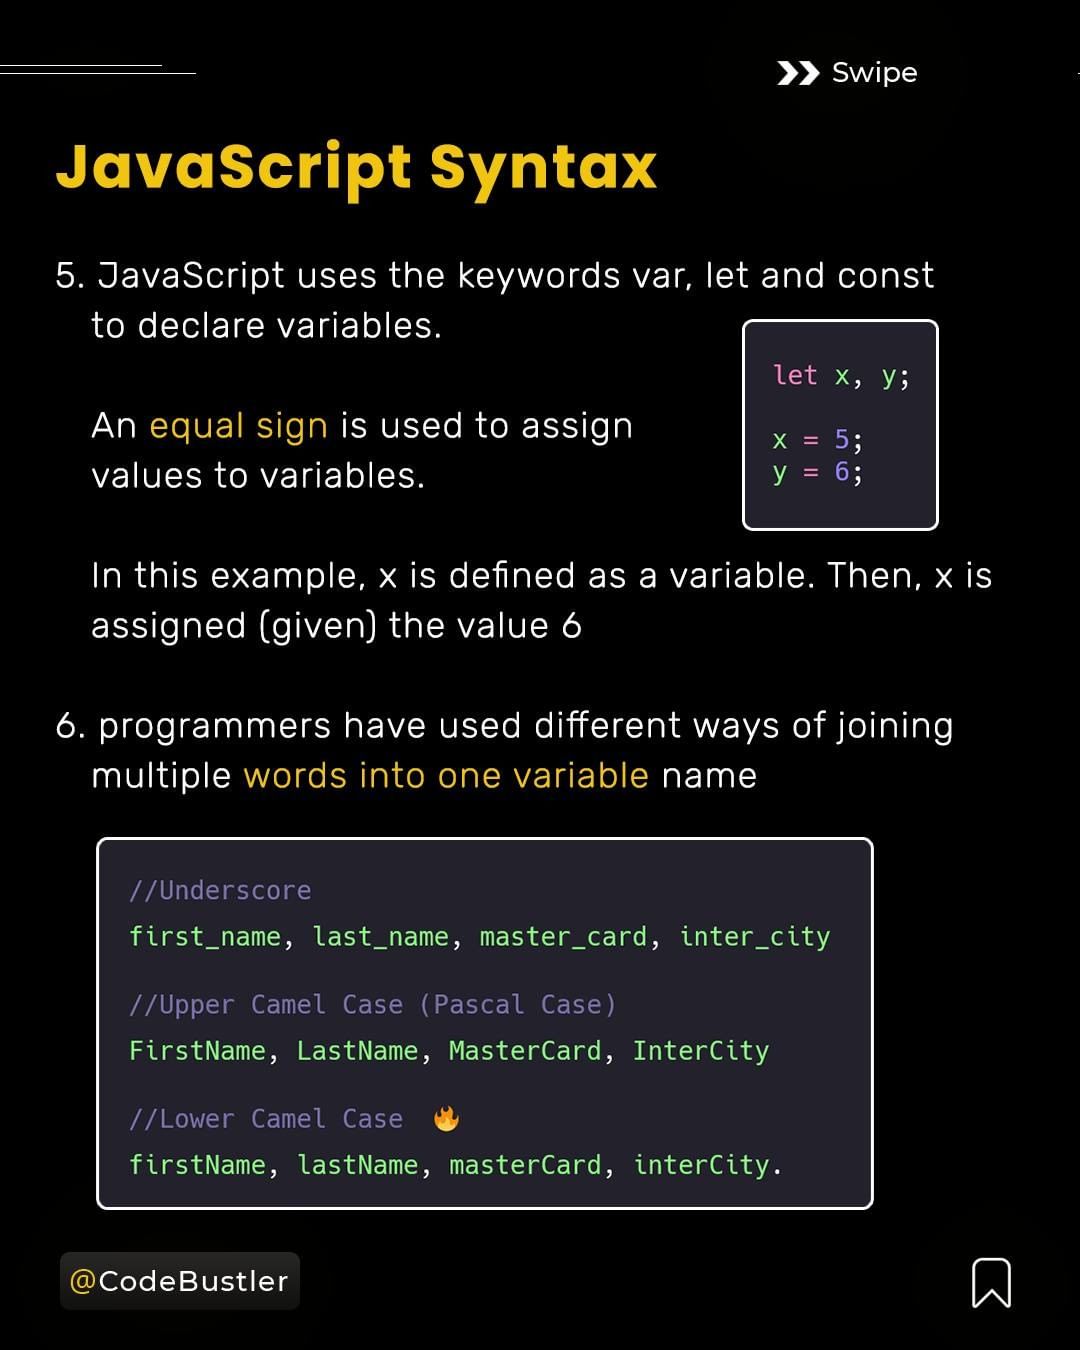 Swipe
JavaScript Syntax
5. JavaScript uses the keywords var, let and const
to declare variables.
An equal sign is used to assign
values to variables.
let x, y;
x = 5;
y = 6;
In this example, x is defined as a variable. Then, x is
assigned (given) the value 6
6. programmers have used different ways of joining
multiple words into one variable name
//Underscore
first_name, last_name, master_card, inter_city
//Upper Camel Case (Pascal Case)
FirstName, LastName, MasterCard, InterCity
//Lower Camel Case 🔥
firstName, lastName, masterCard, interCity.
@CodeBustler